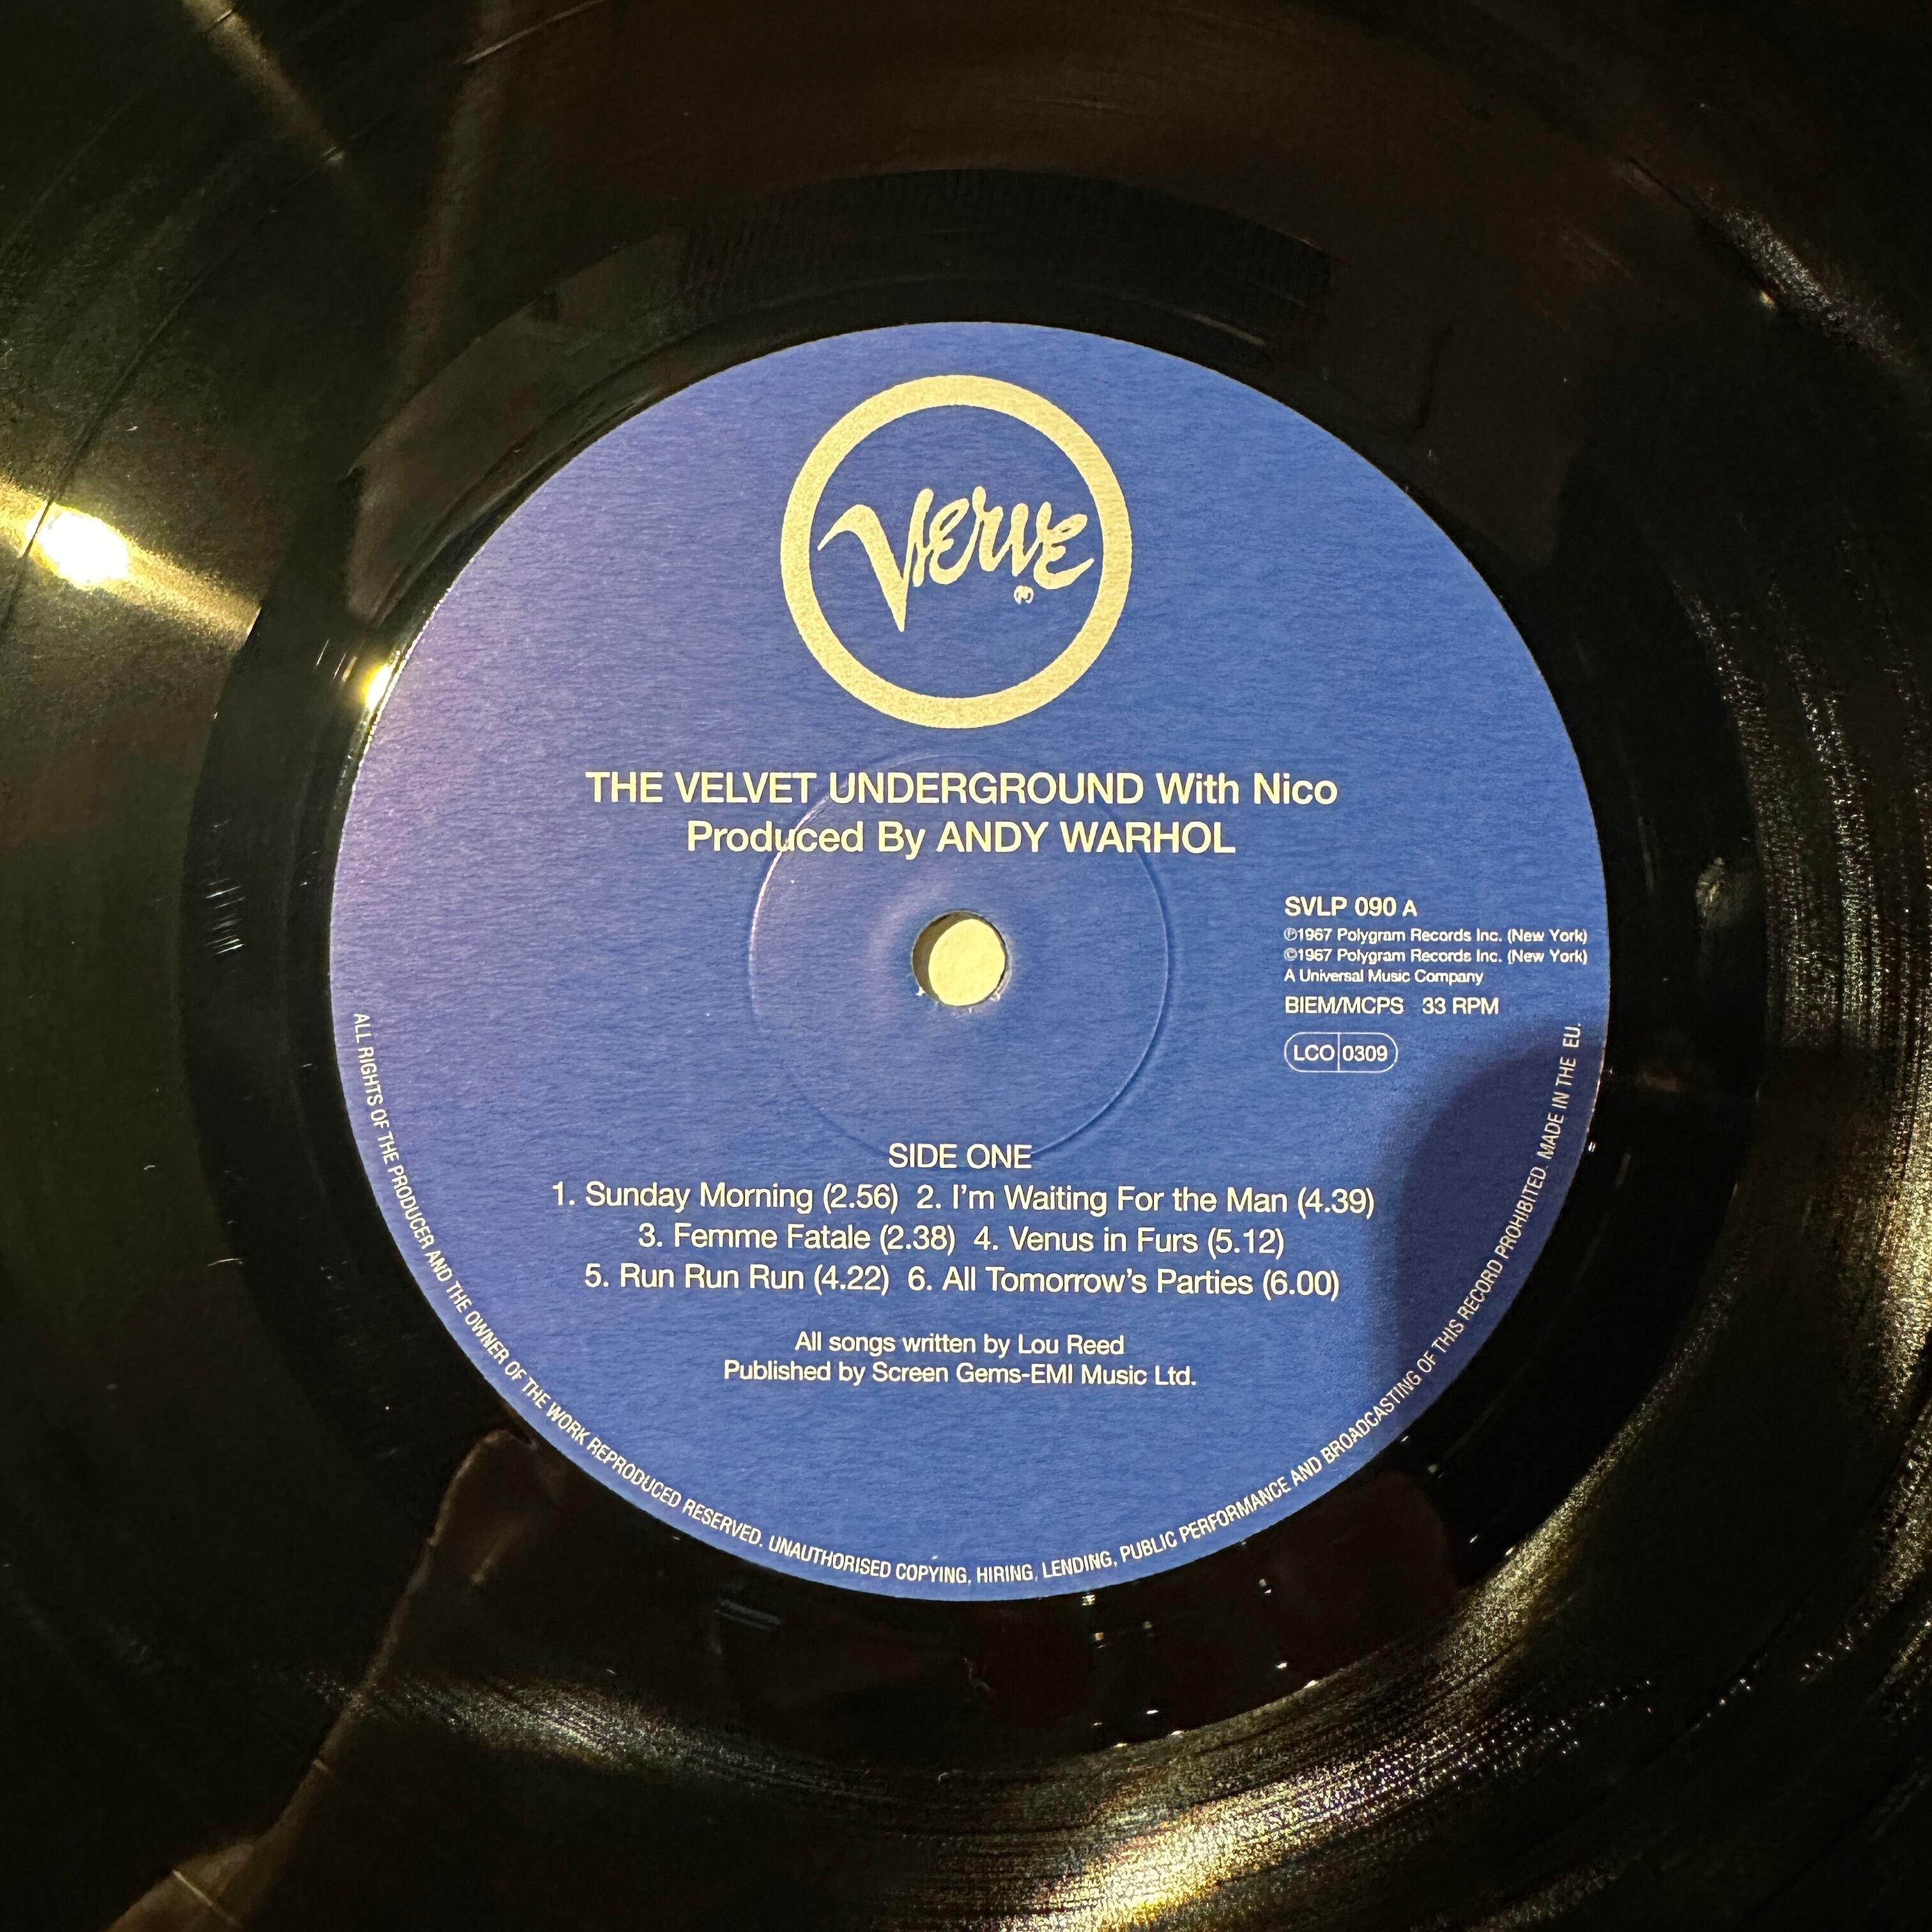 Verve
(R)
THE VELVET UNDERGROUND With Nico
Produced By ANDY WARHOL
SVLP 090 A
℗1967 Polygram Records Inc. (New York)
©1967 Polygram Records Inc. (New York)
A Universal Music Company
BIEM/MCPS 33 RPM
LCO 0309
SIDE ONE
1. Sunday Morning (2.56) 2. I'm Waiting For the Man (4.39)
3. Femme Fatale (2.38) 4. Venus in Furs (5.12)
5. Run Run Run (4.22) 6. All Tomorrow's Parties (6.00)
All songs written by Lou Reed
Published by Screen Gems-EMI Music Ltd.
ALL RIGHTS OF THE PRODUCER AND THE OWNER OF THE WORK REPRODUCED RESERVED. UNAUTHORISED COPYING, HIRING, LENDING, PUBLIC PERFORMANCE AND BROADCASTING OF THIS RECORD PROHIBITED. MADE IN THE EU.